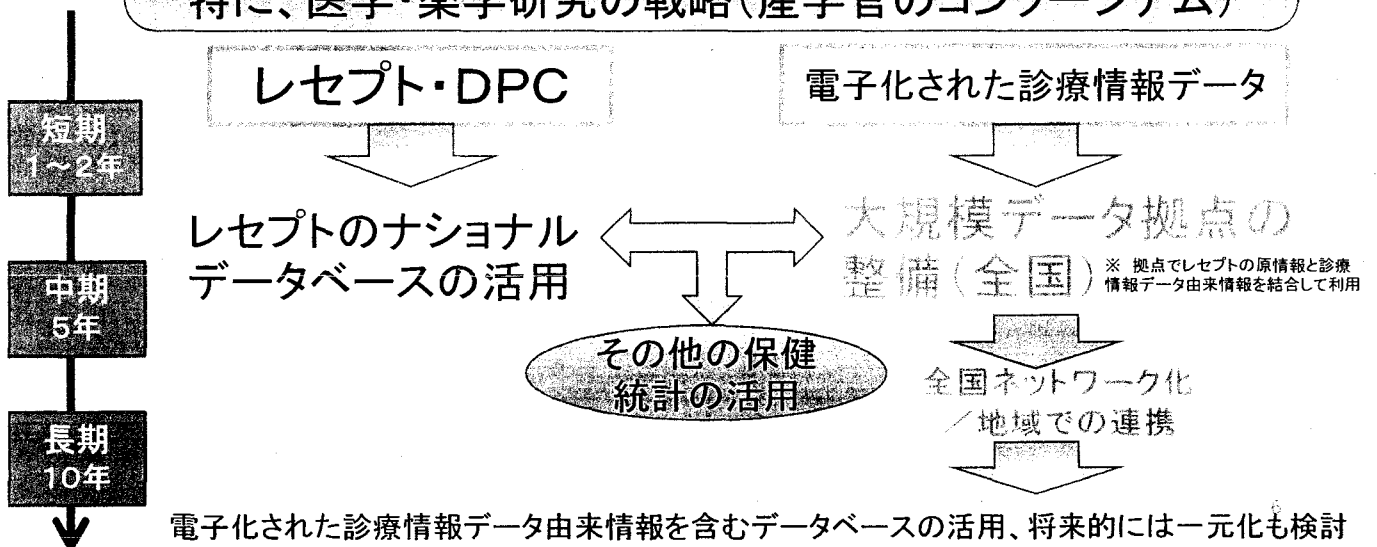 特に、医学・薬学研究の戦略(産学官のコンソーシアム)
レセプト・DPC
電子化された診療情報データ
短期
1〜2年
レセプトのナショナル
データベースの活用
大規模データ拠点の
整備(全国)
※ 拠点でレセプトの原情報と診療
情報データ由来情報を結合して利用
中期
5年
その他の保健
統計の活用
全国ネットワーク化
/地域での連携
長期
10年
電子化された診療情報データ由来情報を含むデータベースの活用、将来的には一元化も検討